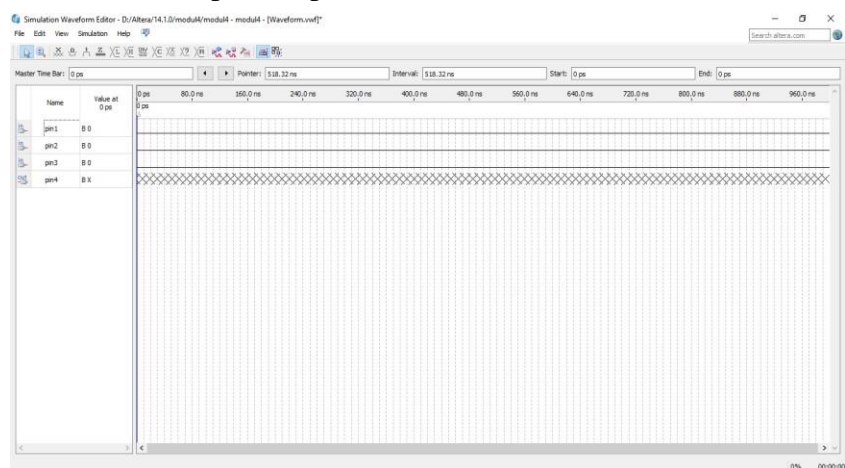 Simulation Waveform Editor - D:/Altera/14.1.0/modul4/modul4 - modul4 - [Waveform.vwf]*
File Edit View Simulation Help
Search altera.com
Master Time Bar: 0 ps Pointer: 518.32 ns Interval: 518.32 ns Start: 0 ps End: 0 ps
Name Value at 0 ps
0 ps 80.0 ns 160.0 ns 240.0 ns 320.0 ns 400.0 ns 480.0 ns 560.0 ns 640.0 ns 720.0 ns 800.0 ns 880.0 ns 960.0 ns
0 ps
pin1 B 0
pin2 B 0
pin3 B 0
pin4 B X
0% 00:00:00